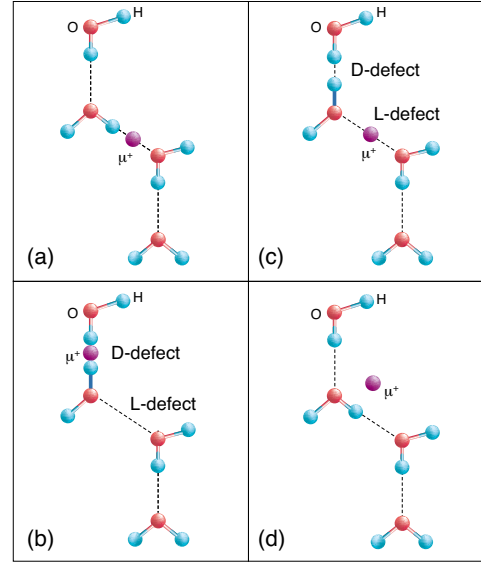 O H
μ⁺
(a)
O H
D-defect
L-defect
μ⁺
(c)
O H
μ⁺ D-defect
L-defect
(b)
O H
μ⁺
(d)